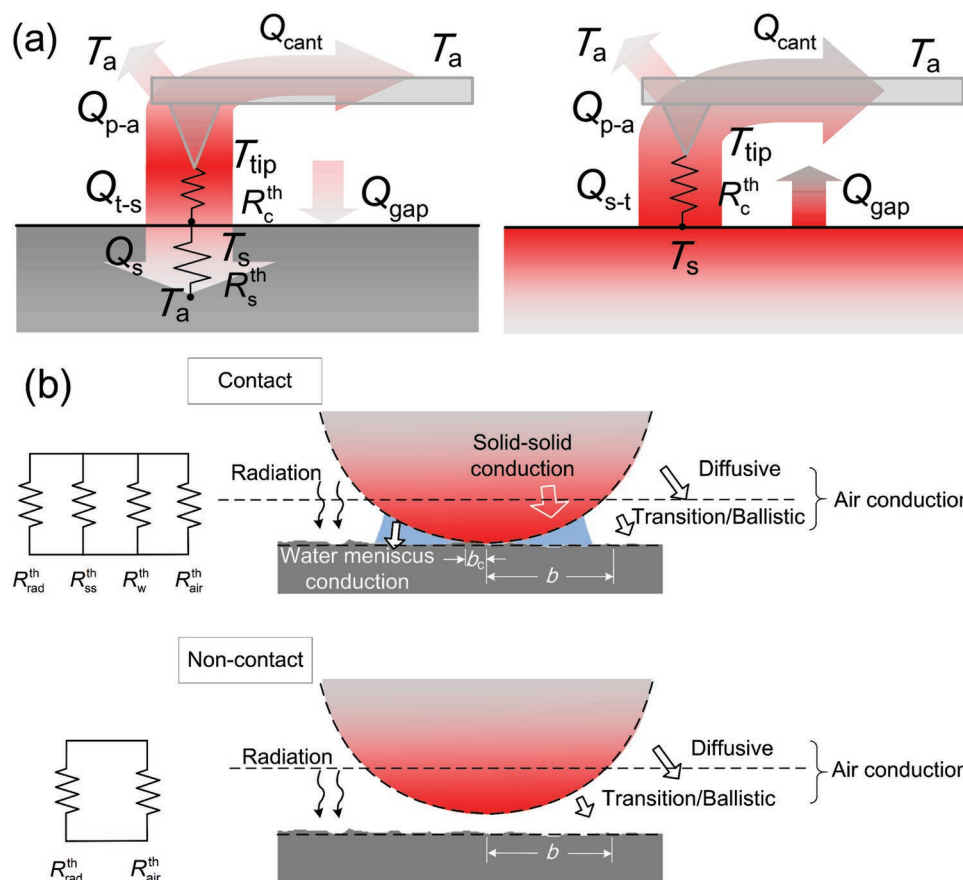 (a)
Q_cant
T_a
T_a
Q_p-a
T_tip
Q_t-s
R_c^th
Q_gap
Q_s
T_s
R_s^th
T_a
Q_cant
T_a
T_a
Q_p-a
T_tip
Q_s-t
R_c^th
Q_gap
T_s
(b)
Contact
Radiation
Solid-solid
conduction
Diffusive
Transition/Ballistic
Air conduction
Water meniscus
conduction
b_c
b
R_rad^th R_ss^th R_w^th R_air^th
Non-contact
Radiation
Diffusive
Transition/Ballistic
Air conduction
b
R_rad^th R_air^th